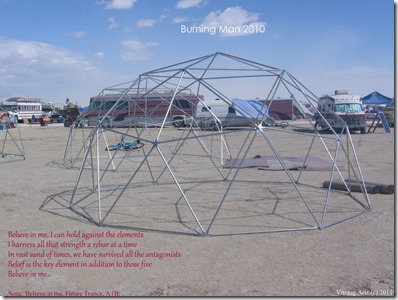 Burning Man 2010
Believe in me, I can hold against the elements
I harness all that strength a rebar at a time
In vast sand of times, we have survived all the antagonists
Belief is the key element in addition to those five
Believe in me..
Song: Believe in me, Future Trance, ATB
Virraj Arts (c) 2011